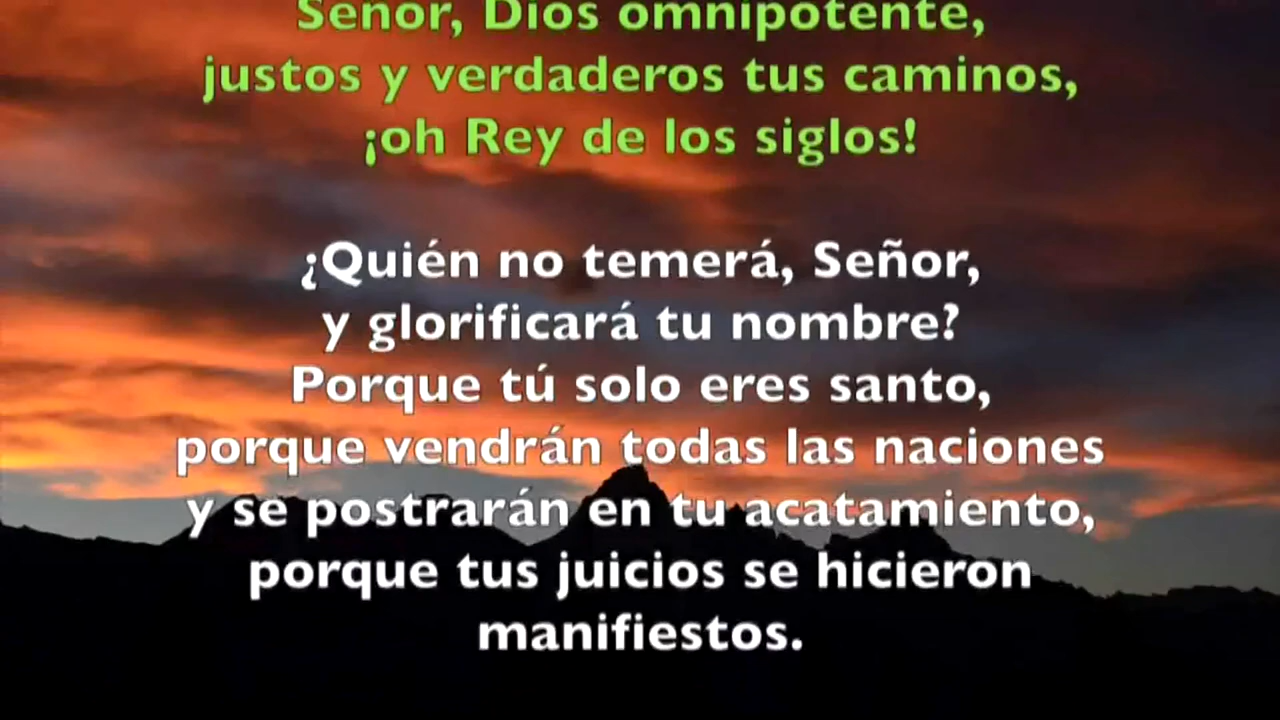 Señor, Dios omnipotente,
justos y verdaderos tus caminos,
¡oh Rey de los siglos!
¿Quién no temerá, Señor,
y glorificará tu nombre?
Porque tú solo eres santo,
porque vendrán todas las naciones
y se postrarán en tu acatamiento,
porque tus juicios se hicieron
manifiestos.